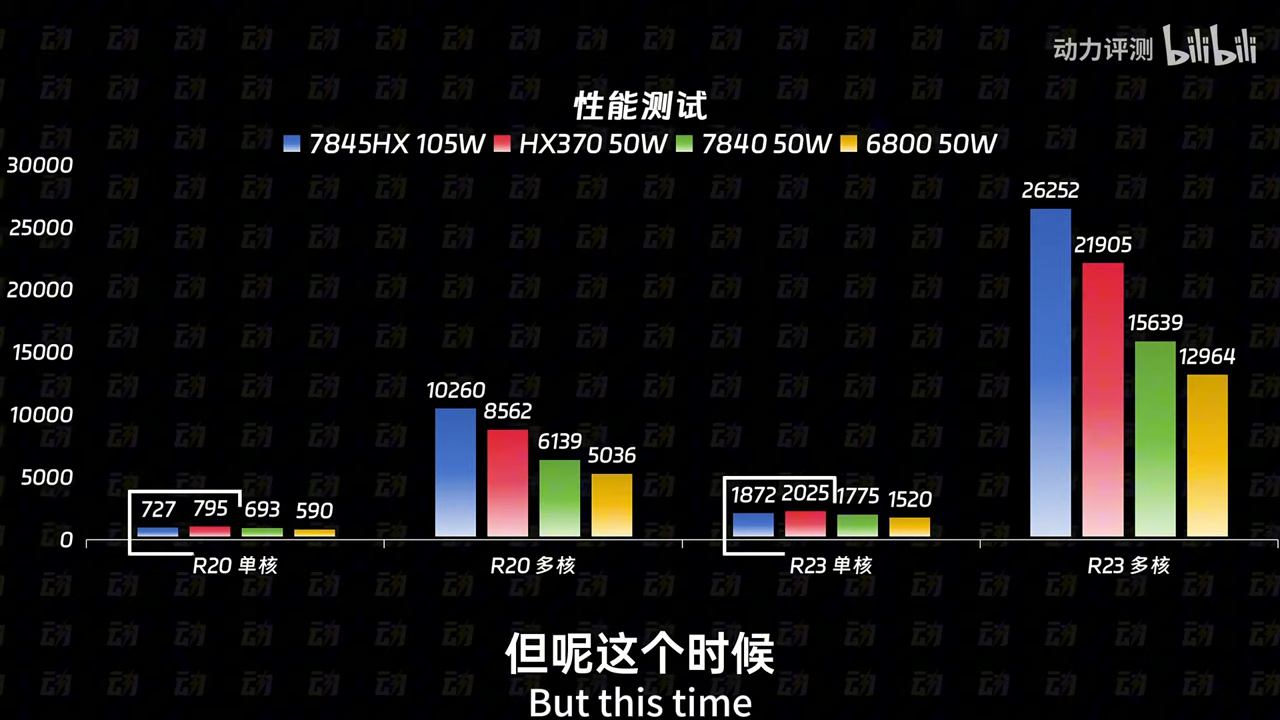 动力评测 bilibili
性能测试
7845HX 105W HX370 50W 7840 50W 6800 50W
30000
25000
20000
15000
10000
5000
0
727 795 693 590
10260 8562 6139 5036
1872 2025 1775 1520
26252 21905 15639 12964
R20 单核 R20 多核 R23 单核 R23 多核
但呢这个时候
But this time